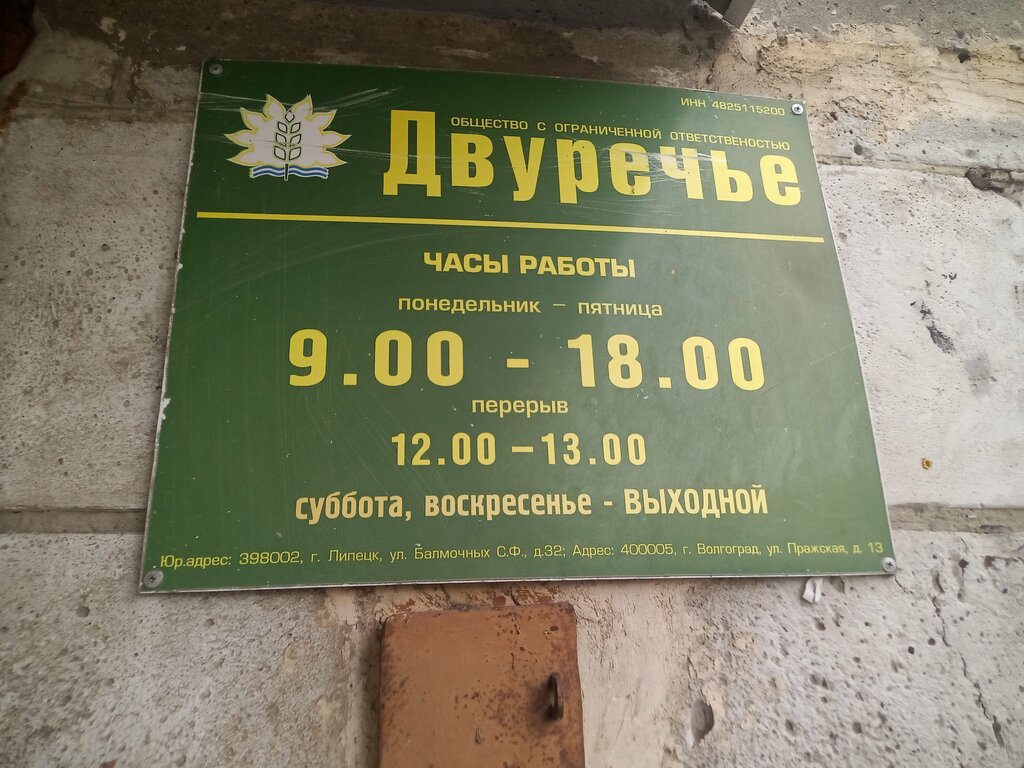 ИНН 4825115200
ОБЩЕСТВО С ОГРАНИЧЕННОЙ ОТВЕТСТВЕНОСТЬЮ
Двуречье
ЧАСЫ РАБОТЫ
понедельник – пятница
9.00 - 18.00
перерыв
12.00 – 13.00
суббота, воскресенье - ВЫХОДНОЙ
Юр.адрес: 398002, г. Липецк, ул. Балмочных С.Ф., д.32; Адрес: 400005, г. Волгоград, ул. Пражская, д. 13